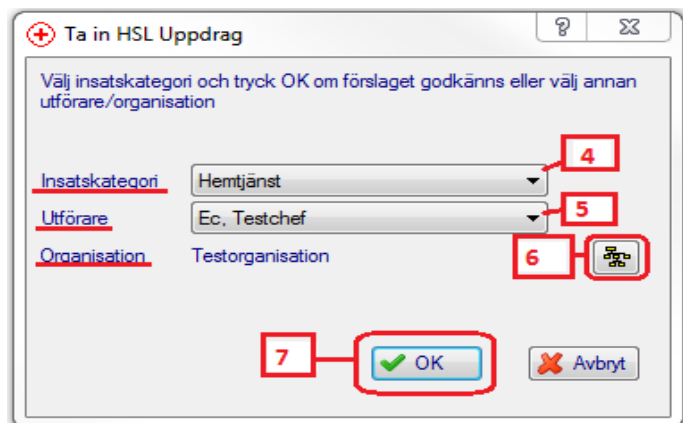 Ta in HSL Uppdrag
Välj insatskategori och tryck OK om förslaget godkänns eller välj annan
utförare/organisation
4
Insatskategori Hemtjänst
Utförare Ec, Testchef 5
Organisation Testorganisation 6
7 OK Avbryt